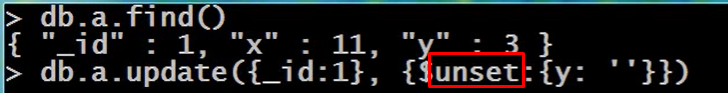 > db.a.find()
{ "_id" : 1, "x" : 11, "y" : 3 }
> db.a.update({_id:1}, {$unset:{y: ''}})